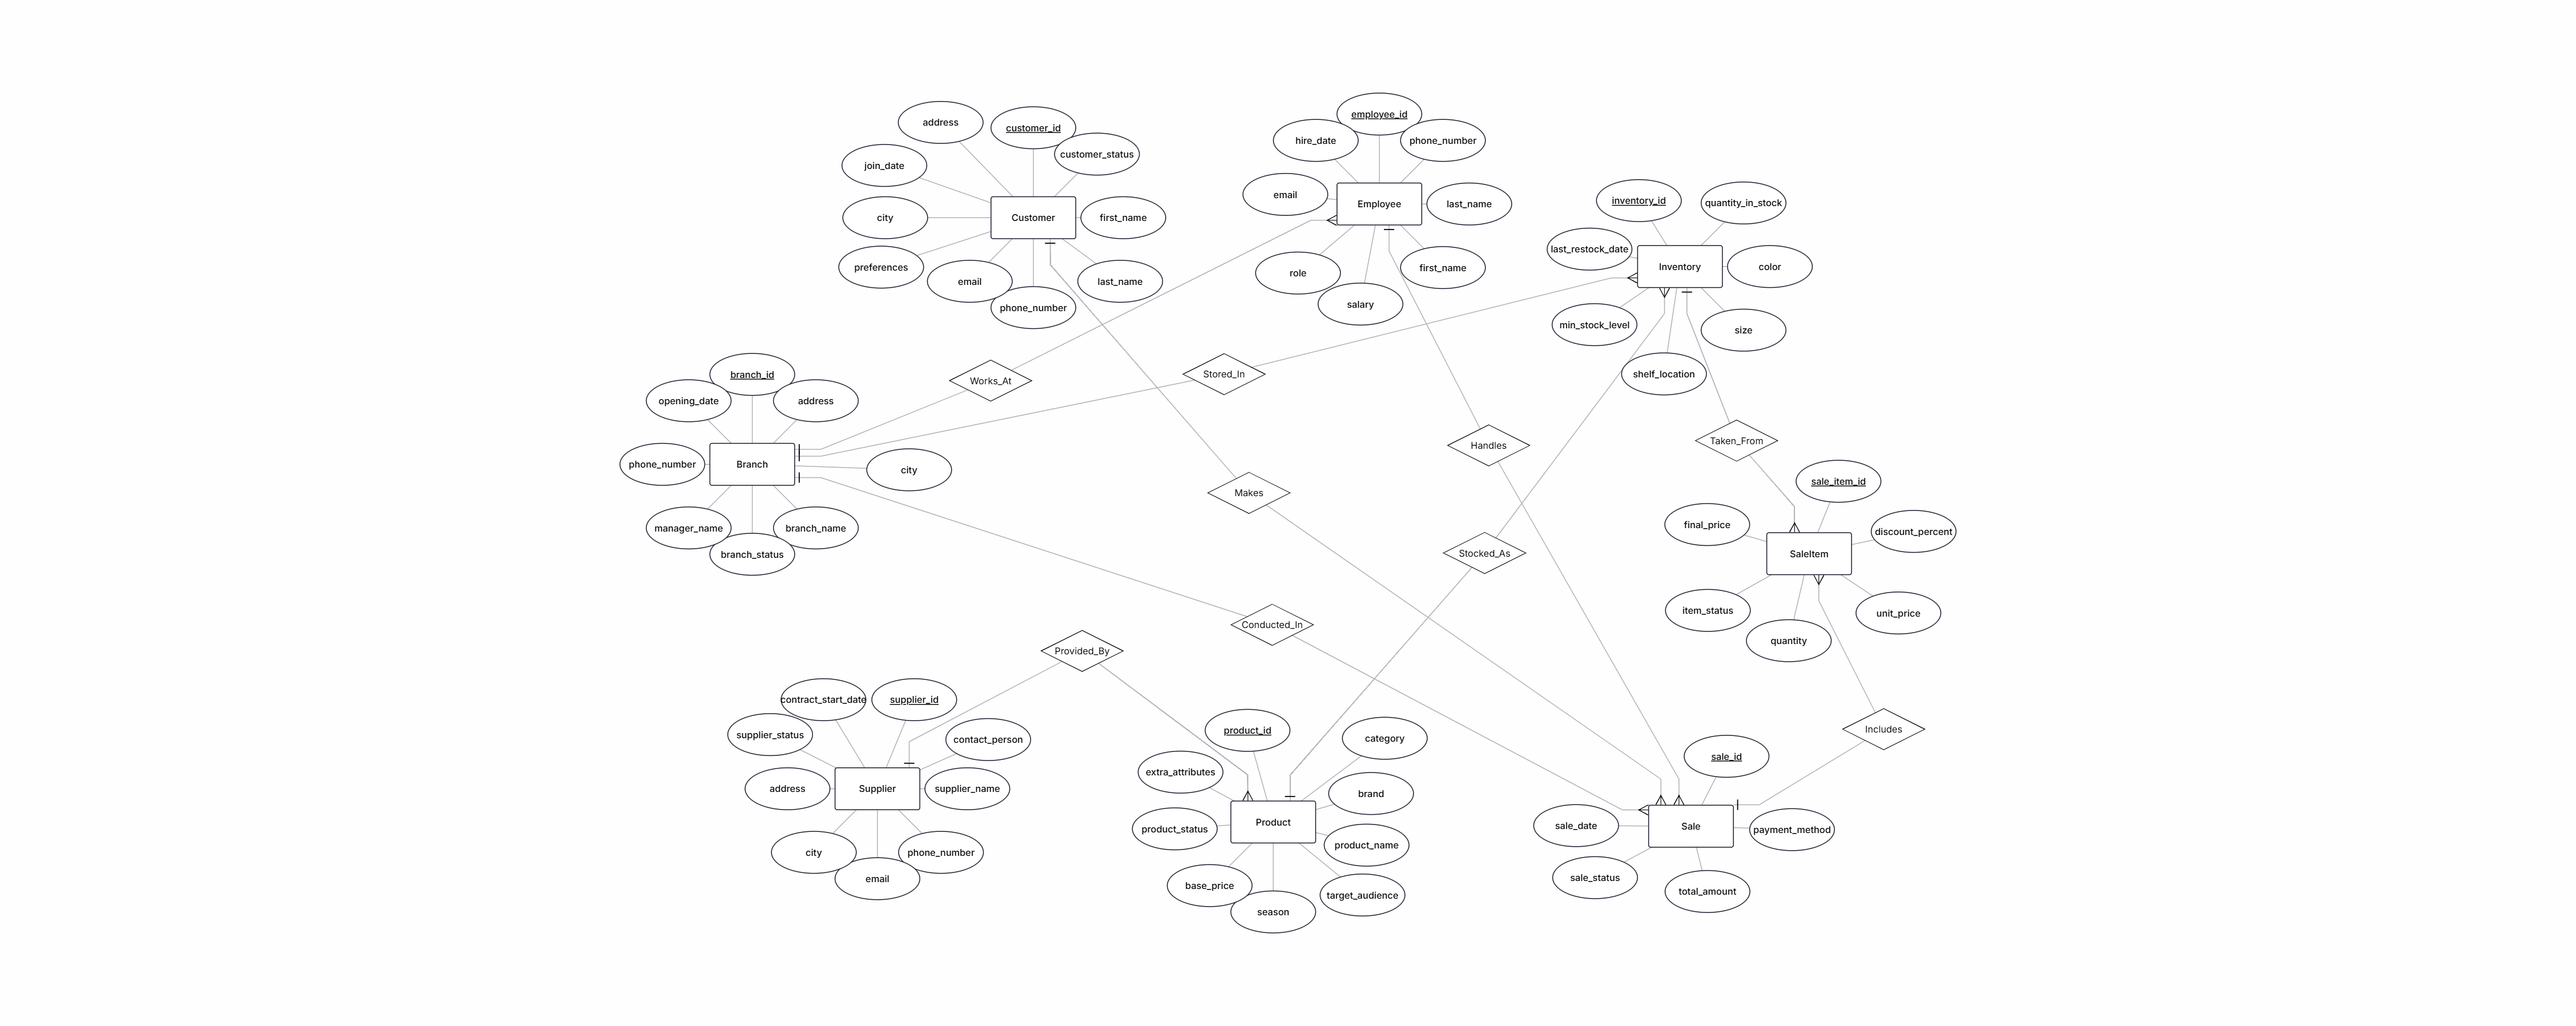 address
customer_id
customer_status
join_date
city
Customer
first_name
preferences
email
last_name
phone_number
employee_id
hire_date
phone_number
email
Employee
last_name
role
first_name
salary
inventory_id
quantity_in_stock
last_restock_date
Inventory
color
min_stock_level
size
shelf_location
Works_At
Stored_In
branch_id
opening_date
address
phone_number
Branch
city
manager_name
branch_name
branch_status
Handles
Taken_From
Makes
Stocked_As
sale_item_id
final_price
discount_percent
SaleItem
item_status
unit_price
quantity
Conducted_In
Provided_By
Includes
contract_start_date
supplier_id
supplier_status
contact_person
address
Supplier
supplier_name
city
phone_number
email
product_id
category
extra_attributes
brand
product_status
Product
product_name
base_price
target_audience
season
sale_id
sale_date
Sale
payment_method
sale_status
total_amount